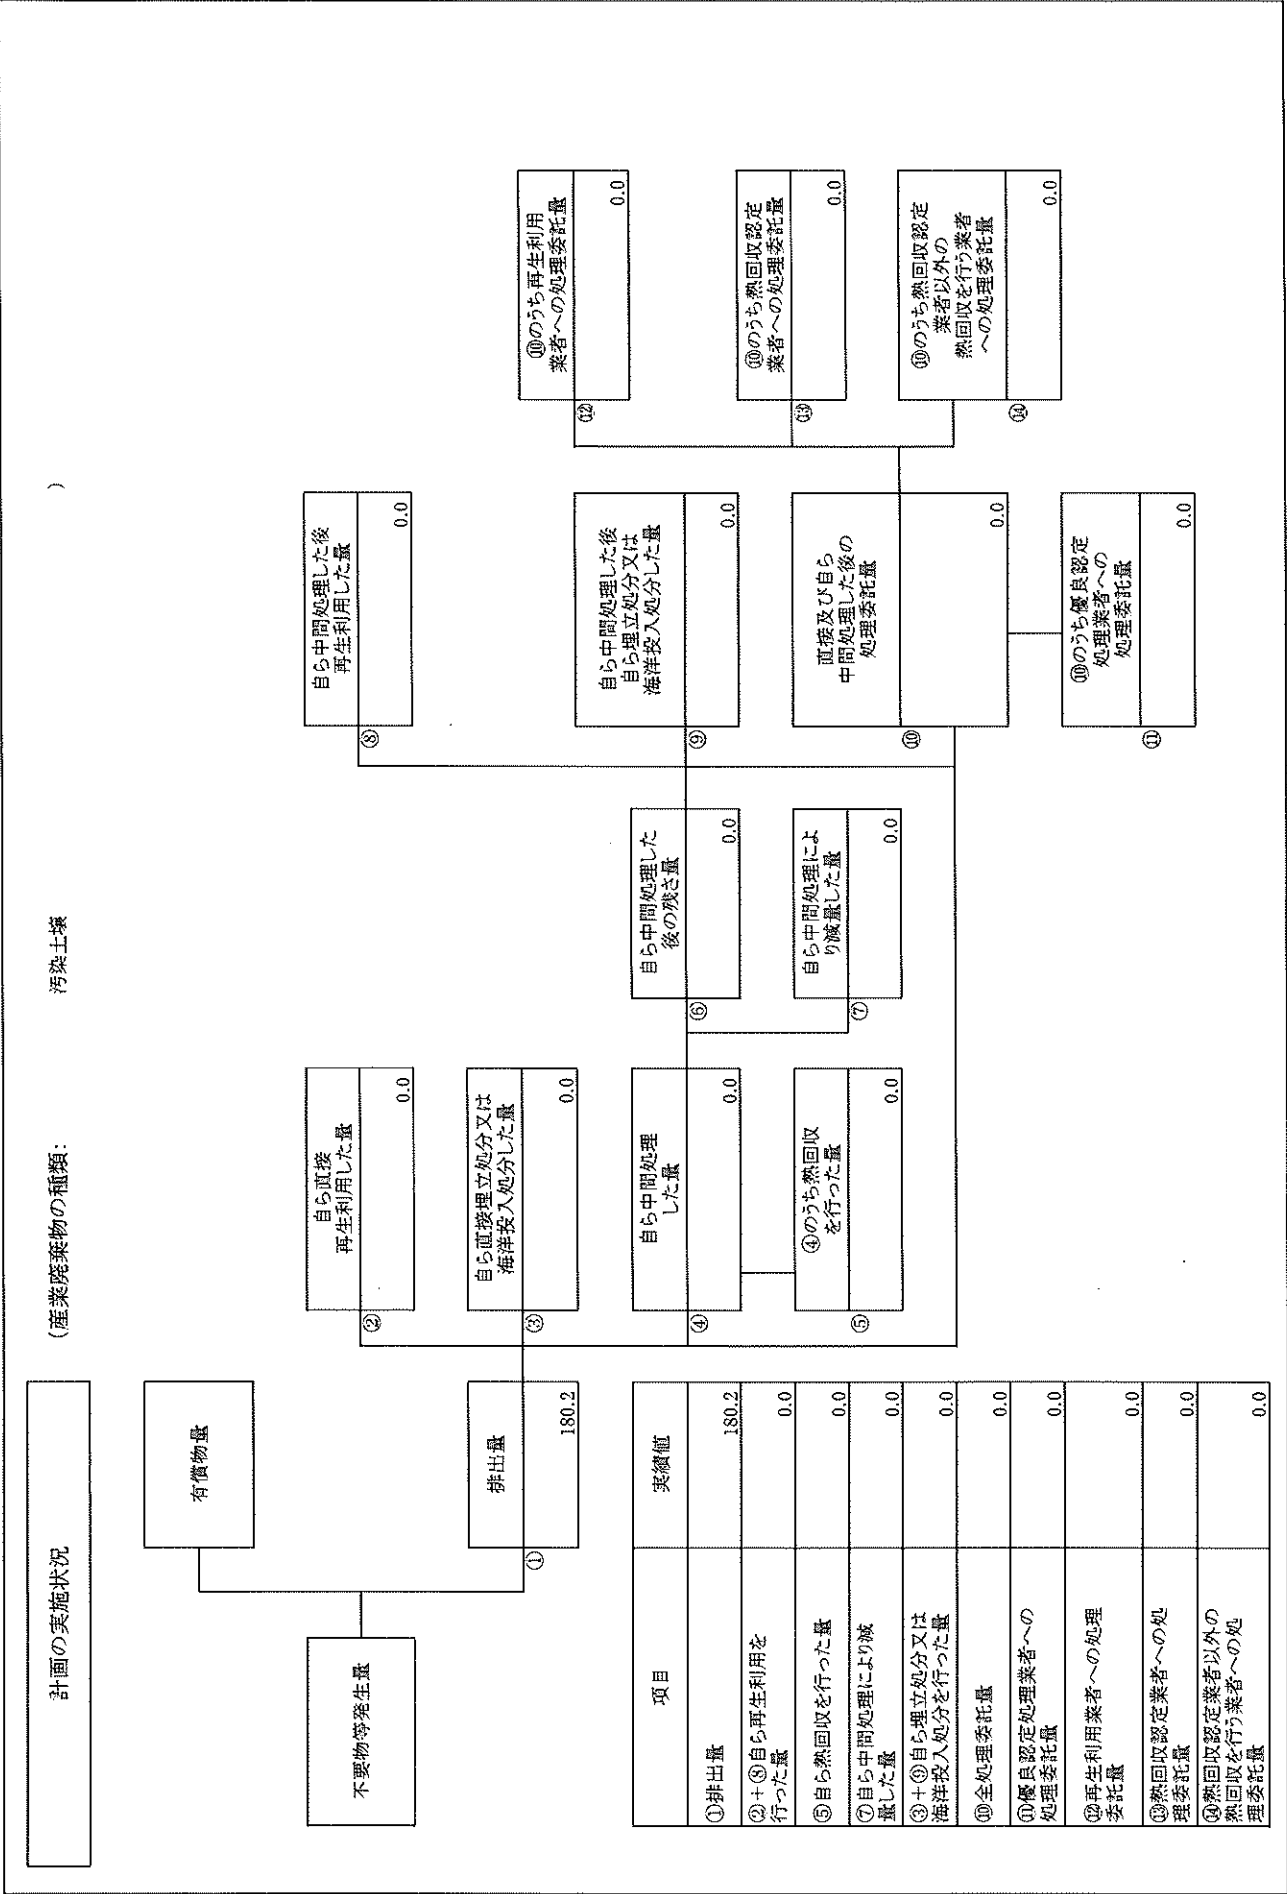 計画の実施状況
（産業廃棄物の種類：
汚染土壌
）
不要物等発生量
有償物量
①
排出量
180.2
②
自ら直接
再生利用した量
0.0
③
自ら直接埋立処分又は
海洋投入処分した量
0.0
④
自ら中間処理
した量
0.0
⑤
④のうち熱回収
を行った量
0.0
⑥
自ら中間処理した
後の残さ量
0.0
⑦
自ら中間処理によ
り減量した量
0.0
⑧
自ら中間処理した後
再生利用した量
0.0
⑨
自ら中間処理した後
自ら埋立処分又は
海洋投入処分した量
0.0
⑩
直接及び自ら
中間処理した後の
処理委託量
0.0
⑪
⑩のうち優良認定
処理業者への
処理委託量
0.0
⑫
⑩のうち再生利用
業者への処理委託量
0.0
⑬
⑩のうち熱回収認定
業者への処理委託量
0.0
⑭
⑩のうち熱回収認定
業者以外の
熱回収を行う業者
への処理委託量
0.0
項目 実績値
①排出量 180.2
②＋⑧自ら再生利用を
行った量 0.0
⑤自ら熱回収を行った量 0.0
⑦自ら中間処理により減
量した量 0.0
③＋⑨自ら埋立処分又は
海洋投入処分を行った量 0.0
⑩全処理委託量 0.0
⑪優良認定処理業者への
処理委託量 0.0
⑫再生利用業者への処理
委託量 0.0
⑬熱回収認定業者への処
理委託量 0.0
⑭熱回収認定業者以外の
熱回収を行う業者への処
理委託量 0.0